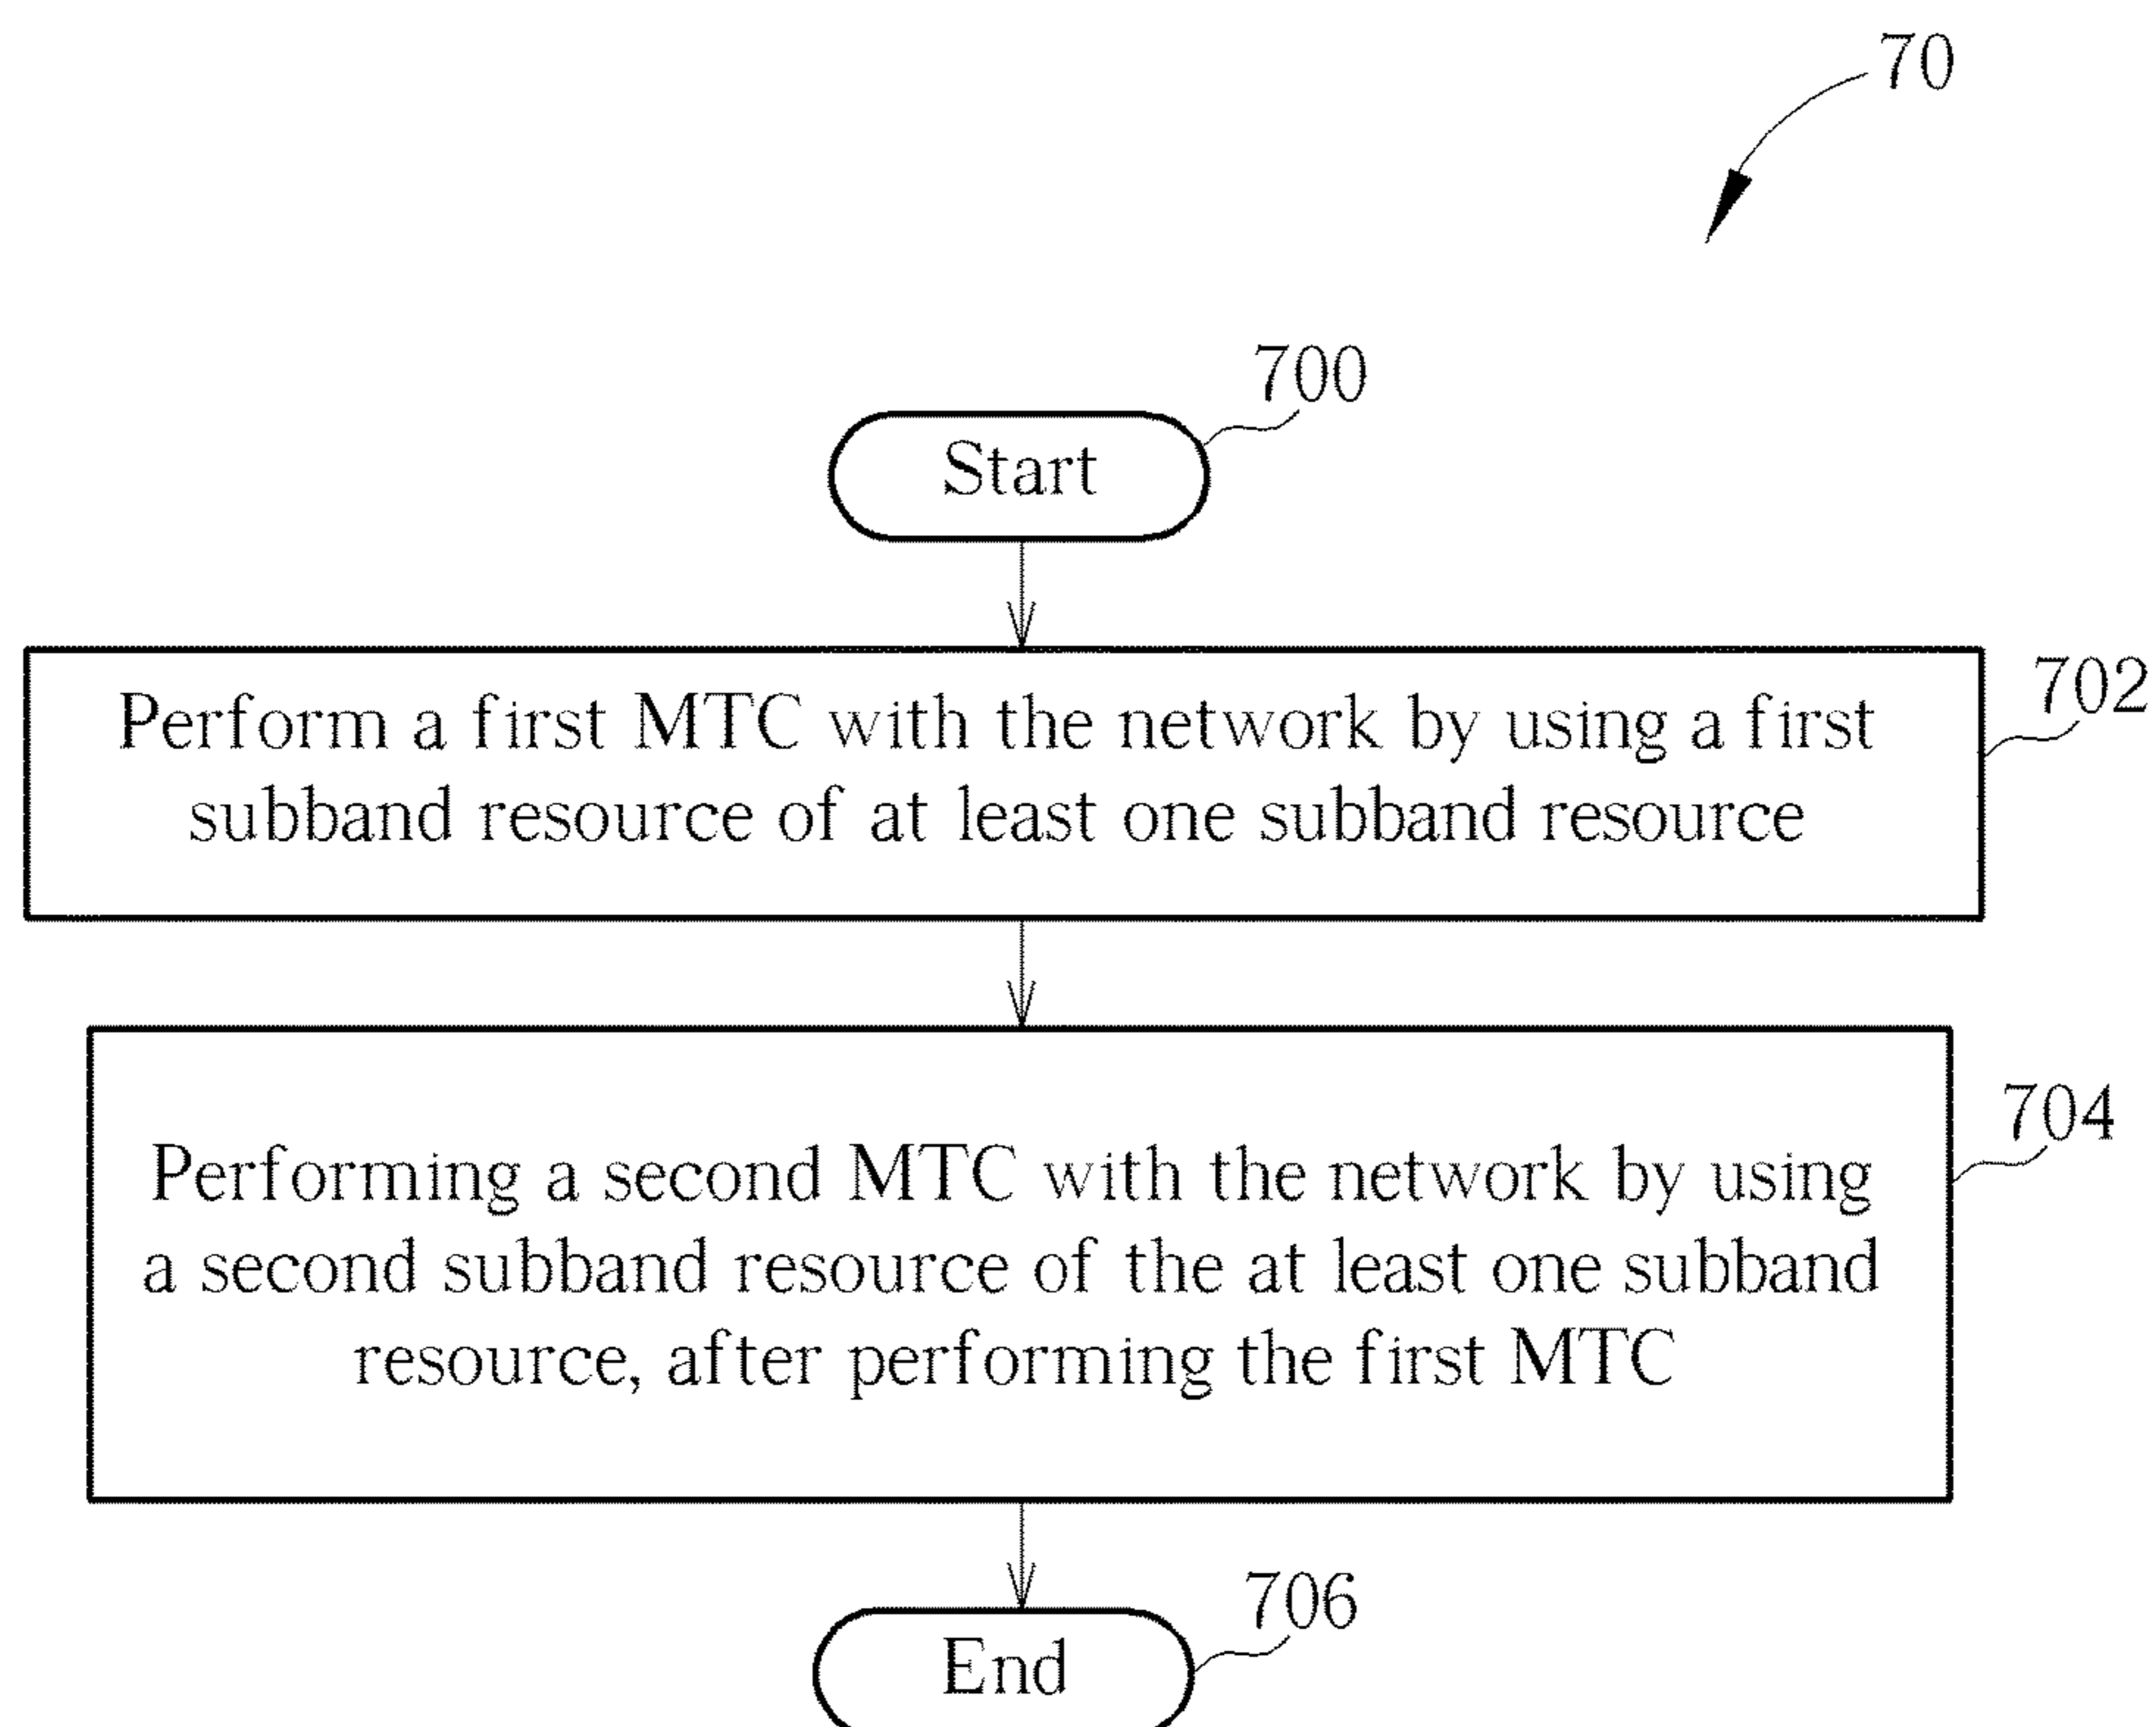 70
700
Start
702
Perform a first MTC with the network by using a first
subband resource of at least one subband resource
704
Performing a second MTC with the network by using
a second subband resource of the at least one subband
resource, after performing the first MTC
706
End